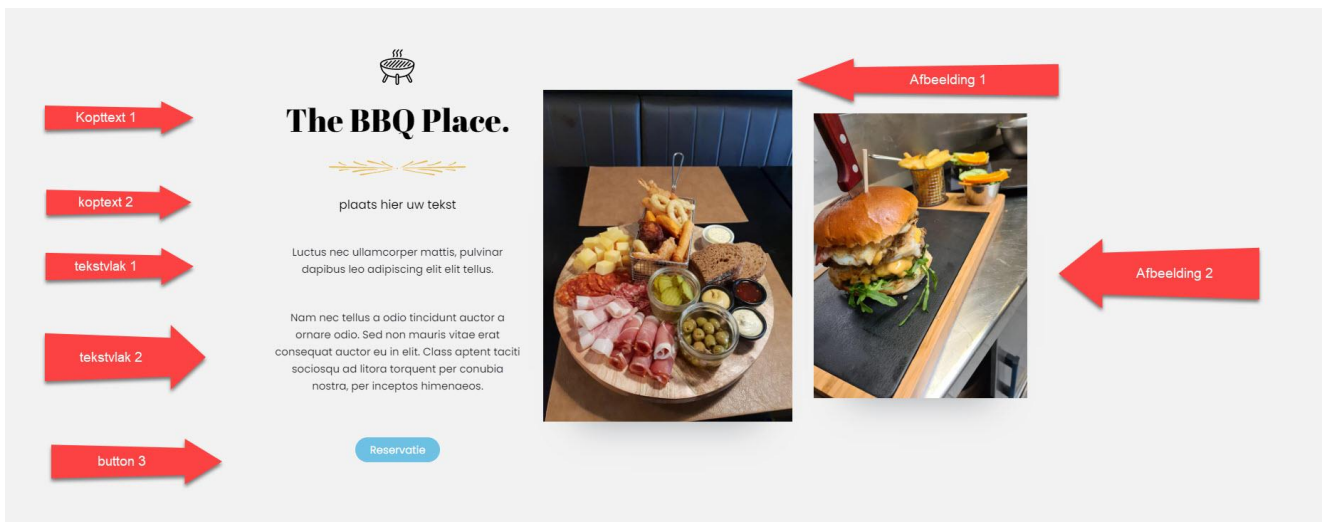 Afbeelding 1
Kopttext 1
The BBQ Place.
koptext 2
plaats hier uw tekst
tekstvlak 1
Luctus nec ullamcorper mattis, pulvinar
dapibus leo adipiscing elit elit tellus.
Afbeelding 2
tekstvlak 2
Nam nec tellus a odio tincidunt auctor a
ornare odio. Sed non mauris vitae erat
consequat auctor eu in elit. Class aptent taciti
sociosqu ad litora torquent per conubia
nostra, per inceptos himenaeos.
button 3
Reservatie